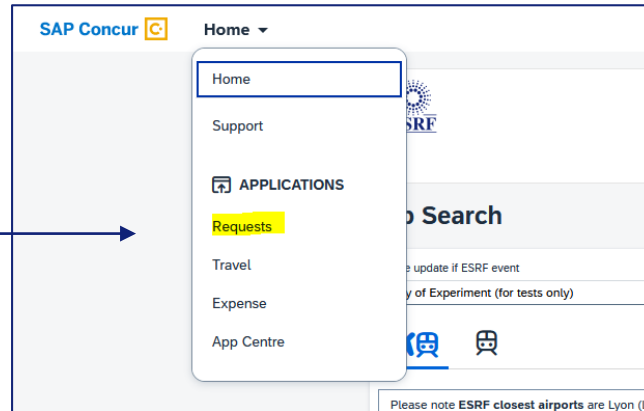 SAP Concur C Home
Home
Support
SRF
APPLICATIONS
Search
Requests
Travel
e update if ESRF event
y of Experiment (for tests only)
Expense
App Centre
Please note ESRF closest airports are Lyon (